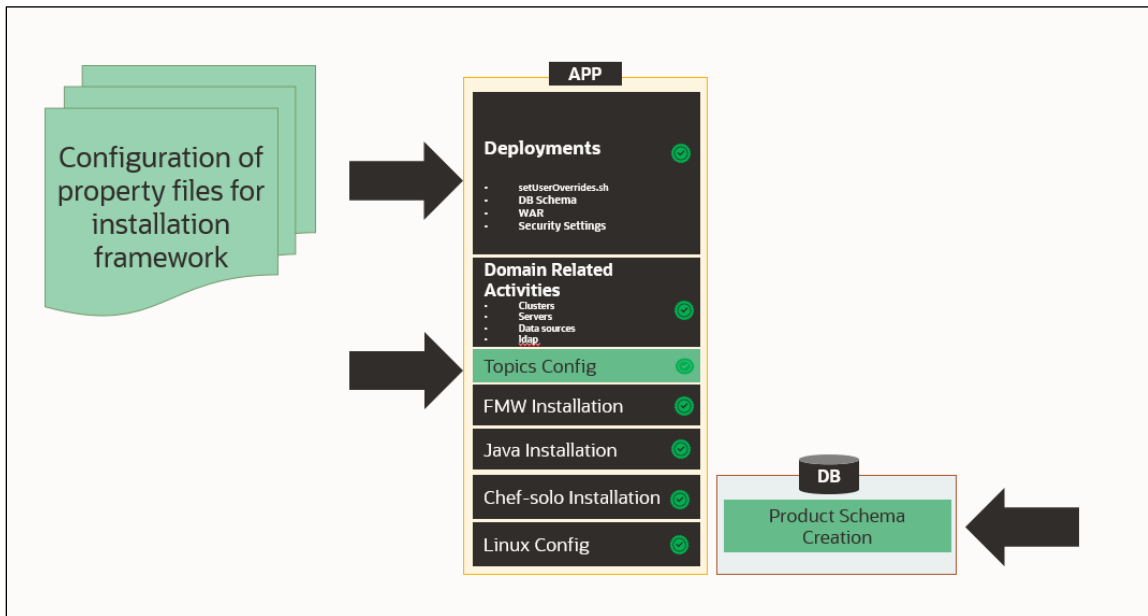 Configuration of
property files for
installation
framework
APP
Deployments
• setUserOverrides.sh
• DB Schema
• WAR
• Security Settings
Domain Related
Activities
• Clusters
• Servers
• Data sources
• ldap
Topics Config
FMW Installation
Java Installation
Chef-solo Installation
Linux Config
DB
Product Schema
Creation